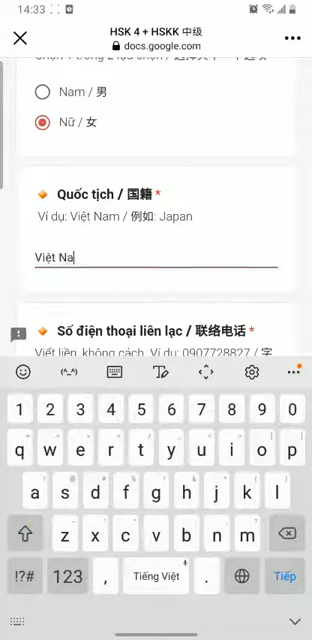 14:33
HSK 4 + HSKK 中级
docs.google.com
Nam / 男
Nữ / 女
Quốc tịch / 国籍 *
Ví dụ: Việt Nam / 例如: Japan
Việt Na
Số điện thoại liên lạc / 联络电话 *
Viết liền, không cách. Ví dụ: 0907728827 / 字
(^_^)
1 2 3 4 5 6 7 8 9 0
q w e r t y u i o p
a s d f g h j k l
z x c v b n m
!?# 123 , Tiếng Việt . Tiếp